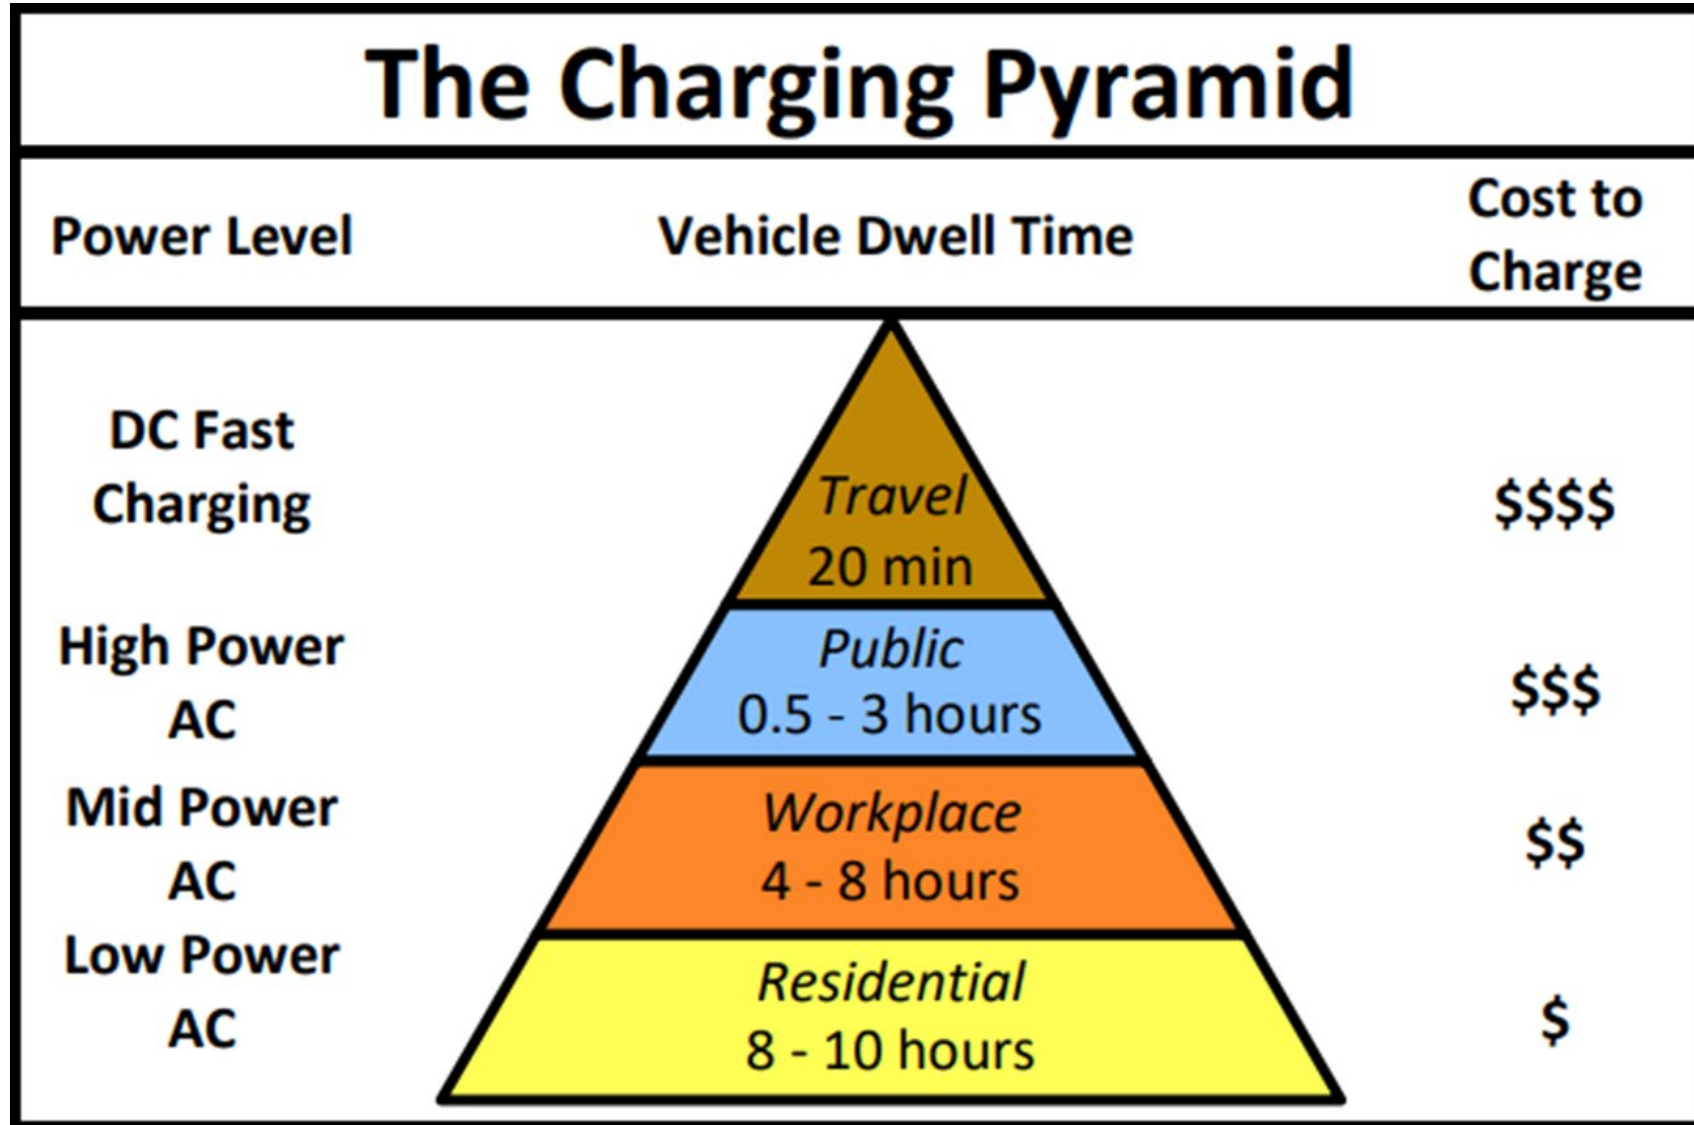 The Charging Pyramid
Power Level
Vehicle Dwell Time
Cost to
Charge
DC Fast
Charging
Travel
20 min
$$$$
High Power
AC
Public
0.5 - 3 hours
$$$
Mid Power
AC
Workplace
4 - 8 hours
$$
Low Power
AC
Residential
8 - 10 hours
$